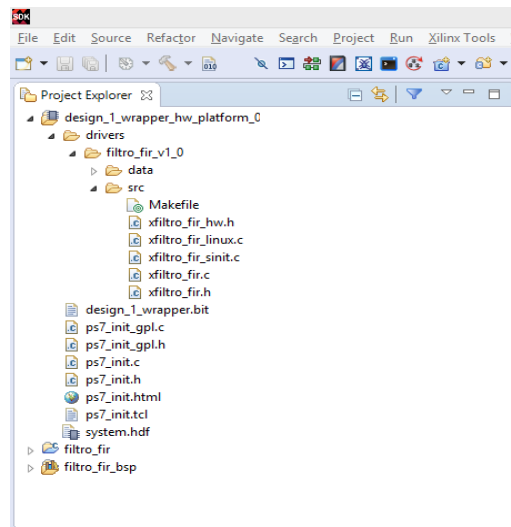 SDK
File Edit Source Refactor Navigate Search Project Run Xilinx Tools
010
Project Explorer
design_1_wrapper_hw_platform_0
drivers
filtro_fir_v1_0
data
src
Makefile
xfiltro_fir_hw.h
xfiltro_fir_linux.c
xfiltro_fir_sinit.c
xfiltro_fir.c
xfiltro_fir.h
design_1_wrapper.bit
ps7_init_gpl.c
ps7_init_gpl.h
ps7_init.c
ps7_init.h
ps7_init.html
ps7_init.tcl
system.hdf
filtro_fir
filtro_fir_bsp